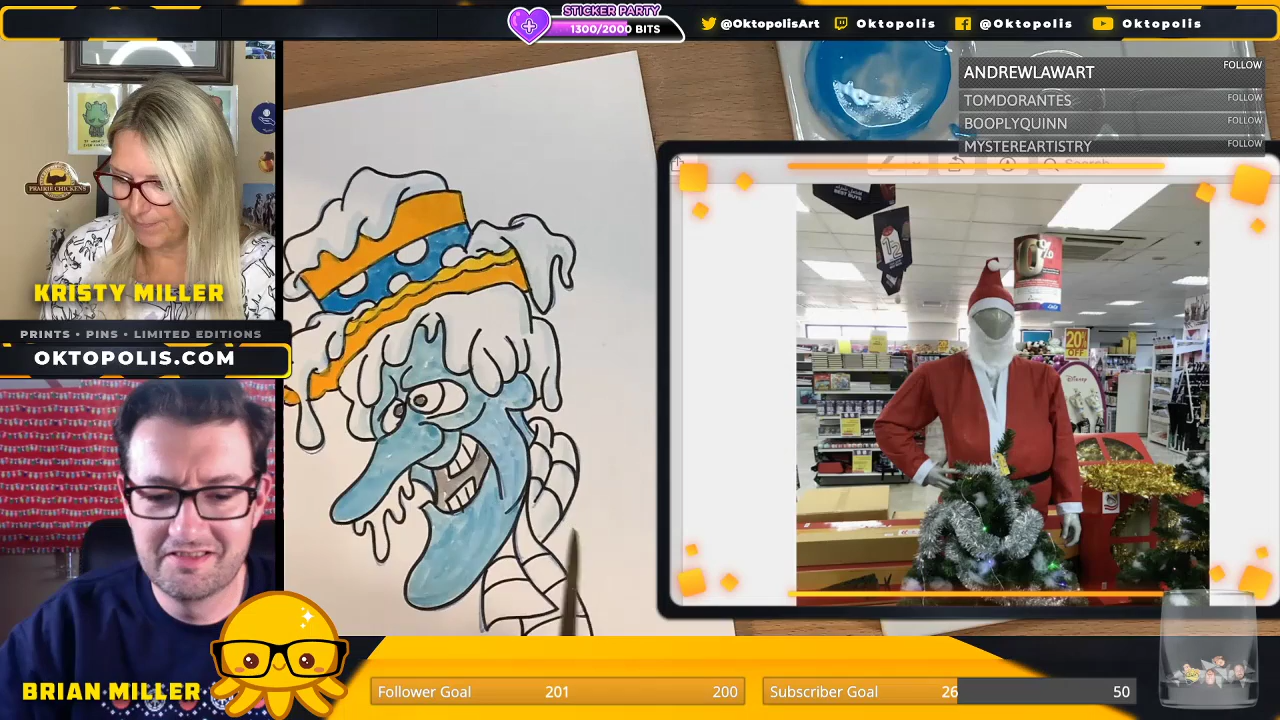 STICKER PARTY
1300/2000 BITS
@OktopolisArt
Oktopolis
@Oktopolis
Oktopolis
ANDREWLAWART
FOLLOW
TOMDORANTES
FOLLOW
BOOPLYQUINN
FOLLOW
MYSTEREARTISTRY
FOLLOW
Search
PRAIRIE CHICKENS
KRISTY MILLER
PRINTS • PINS • LIMITED EDITIONS
OKTOPOLIS.COM
20%
OFF
Disney
BRIAN MILLER
Follower Goal
201
200
Subscriber Goal
26
50